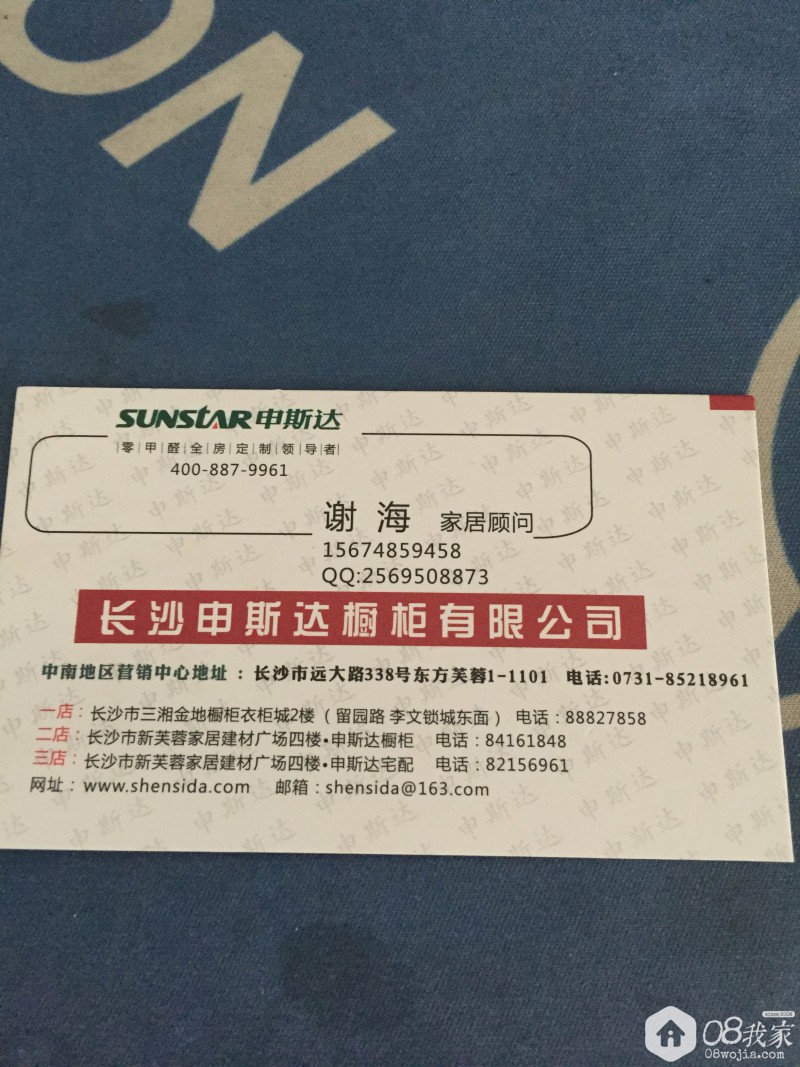 ON
SUNSTAR申斯达
零甲醛全房定制领导者
400-887-9961
谢 海 家居顾问
15674859458
QQ:2569508873
长沙申斯达橱柜有限公司
中南地区营销中心地址：长沙市远大路338号东方芙蓉1-1101 电话:0731-85218961
一店：长沙市三湘金地橱柜衣柜城2楼（留园路 李文锁城东面）电话：88827858
二店：长沙市新芙蓉家居建材广场四楼•申斯达橱柜 电话：84161848
三店：长沙市新芙蓉家居建材广场四楼•申斯达宅配 电话：82156961
网址：www.shensida.com 邮箱：shensida@163.com
08我家
08wojia.com